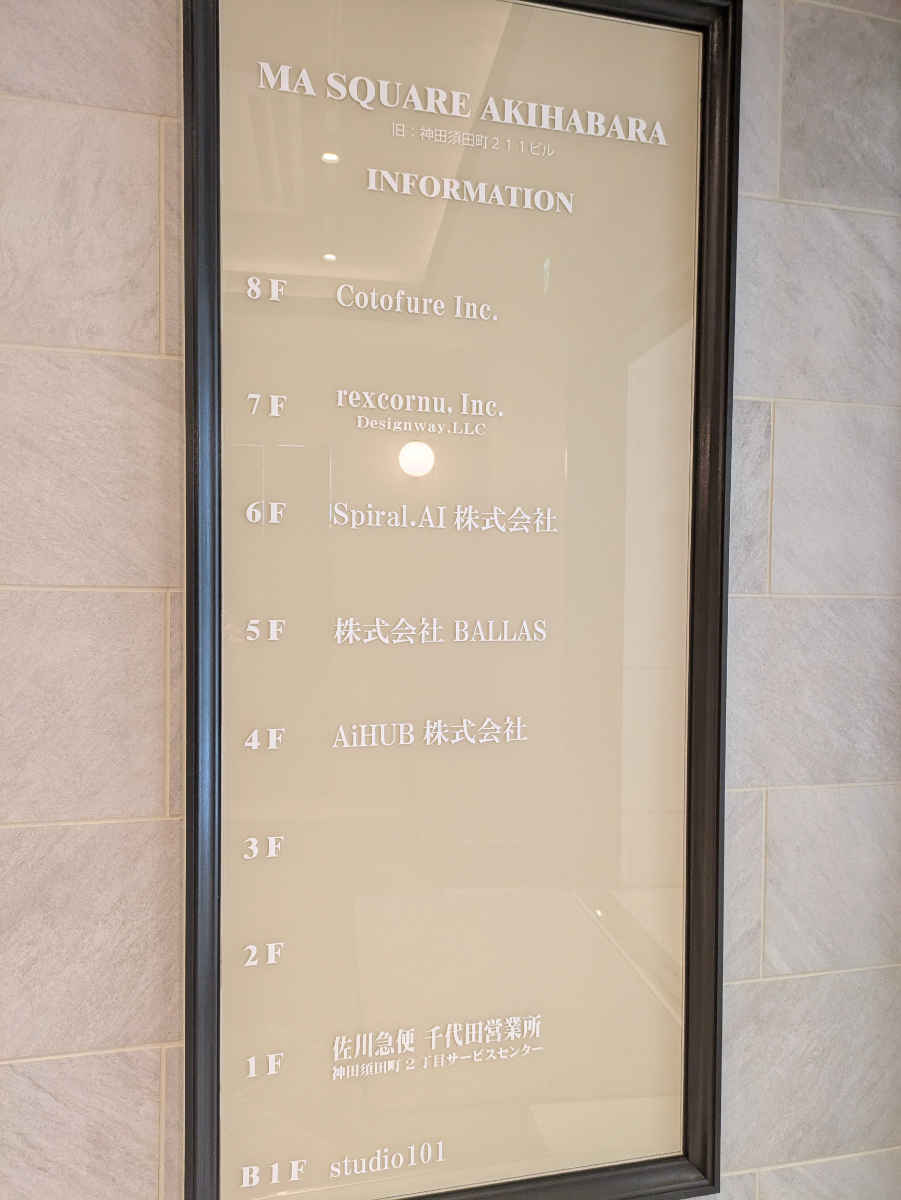 MA SQUARE AKIHABARA
旧：神田須田町２１１ビル
INFORMATION
8F Cotofure Inc.
7F rexcornu, Inc.
Designway.LLC
6F Spiral.AI 株式会社
5F 株式会社 BALLAS
4F AiHUB 株式会社
3F
2F
1F 佐川急便 千代田営業所
神田須田町２丁目サービスセンター
B1F studio101